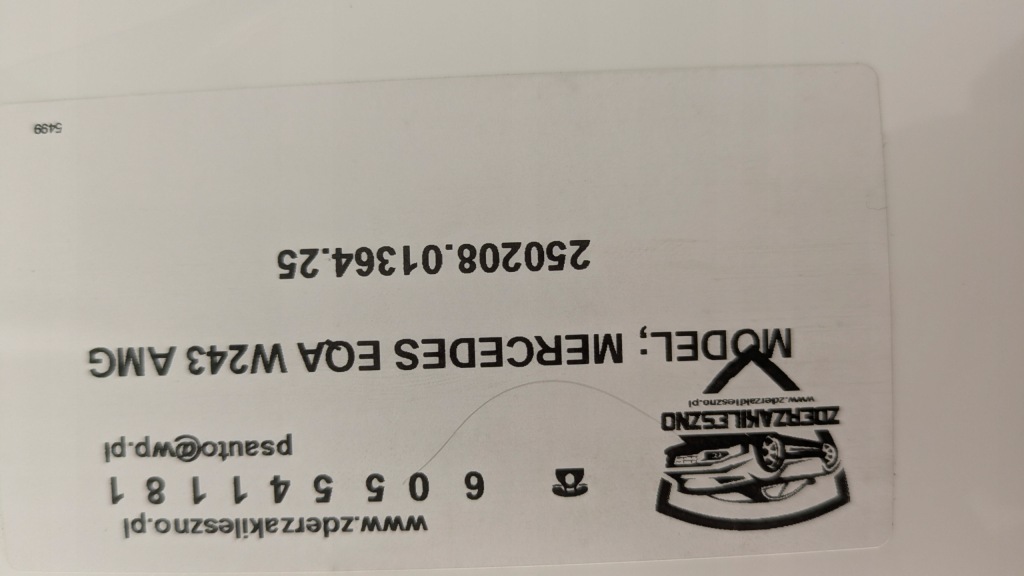 www.zderzakileszno.pl
6 0 5 5 4 1 1 8 1
psauto@wp.pl
ZDERZAKILESZNO
www.zderzakileszno.pl
MODEL; MERCEDES EQA W243 AMG
250208.01364.25
5499